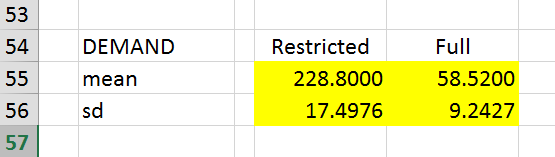 53
54 DEMAND Restricted Full
55 mean 228.8000 58.5200
56 sd 17.4976 9.2427
57